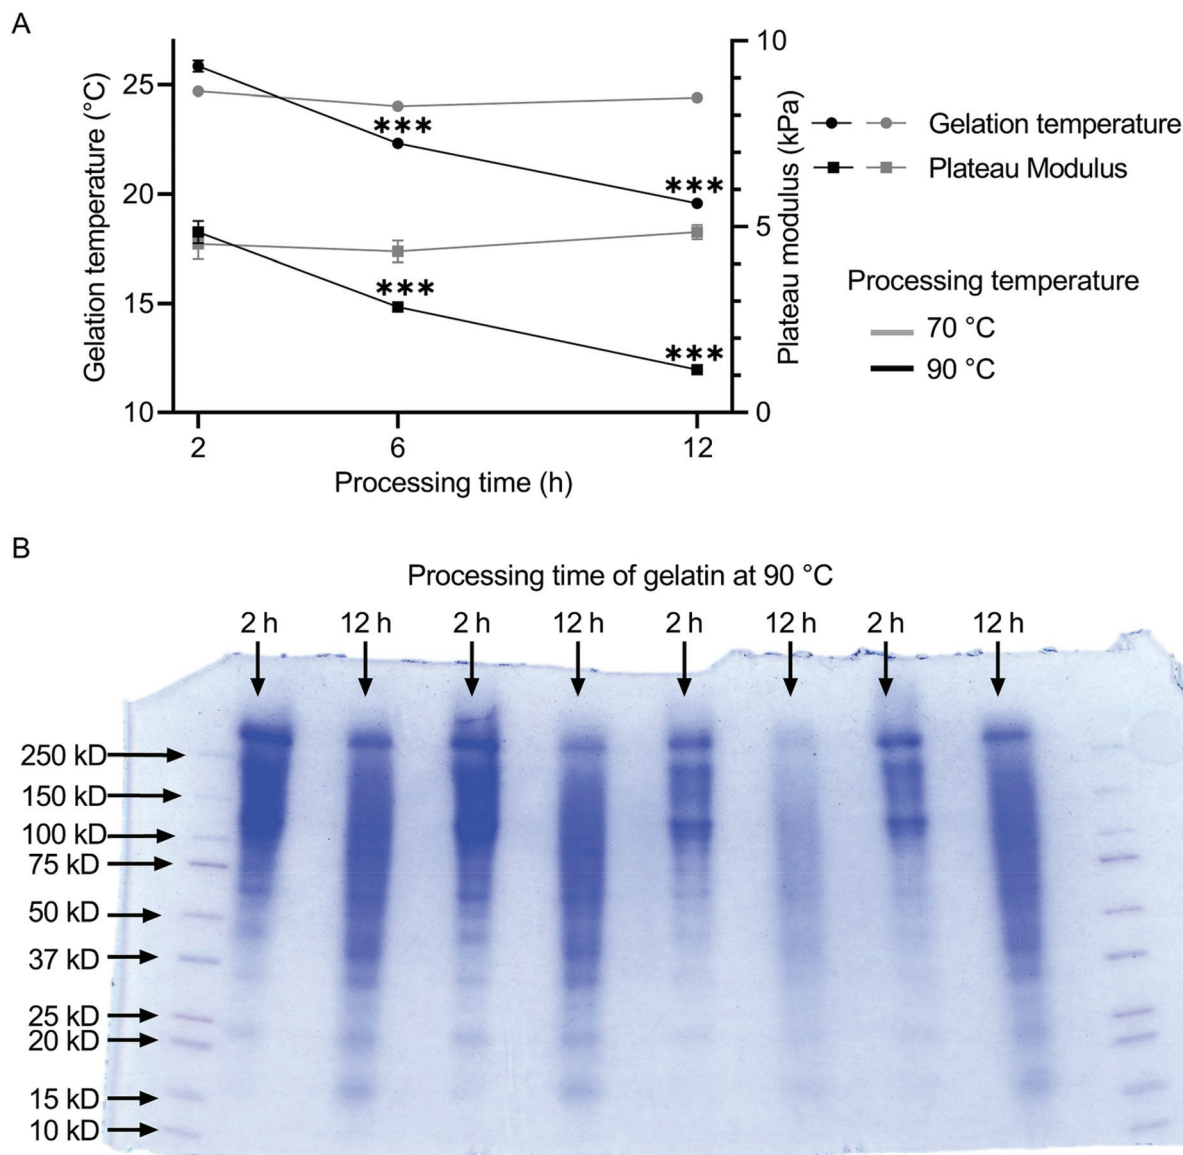 A
Gelation temperature (°C)
25
20
15
10
2
6
12
Processing time (h)
10
5
0
Plateau modulus (kPa)
***
***
***
***
Gelation temperature
Plateau Modulus
Processing temperature
70 °C
90 °C
B
Processing time of gelatin at 90 °C
2 h 12 h 2 h 12 h 2 h 12 h 2 h 12 h
250 kD
150 kD
100 kD
75 kD
50 kD
37 kD
25 kD
20 kD
15 kD
10 kD